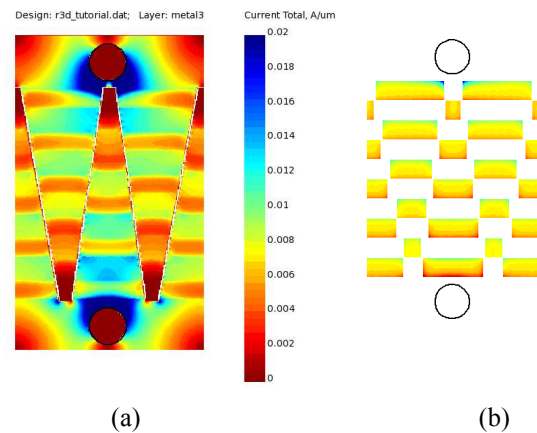 Design: r3d_tutorial.dat;   Layer: metal3
Current Total, A/um
0.02
0.018
0.016
0.014
0.012
0.01
0.008
0.006
0.004
0.002
0
(a)
(b)